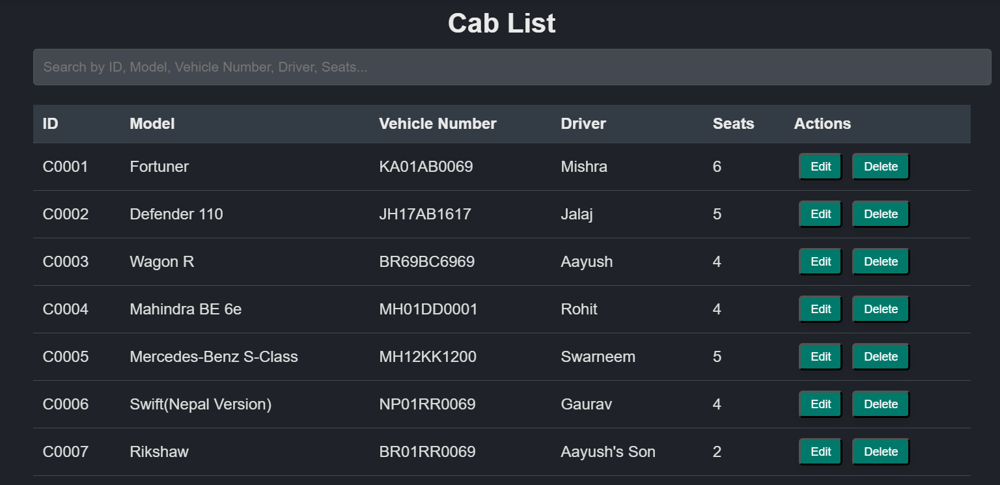 Cab List
Search by ID, Model, Vehicle Number, Driver, Seats...
ID Model Vehicle Number Driver Seats Actions
C0001 Fortuner KA01AB0069 Mishra 6 Edit Delete
C0002 Defender 110 JH17AB1617 Jalaj 5 Edit Delete
C0003 Wagon R BR69BC6969 Aayush 4 Edit Delete
C0004 Mahindra BE 6e MH01DD0001 Rohit 4 Edit Delete
C0005 Mercedes-Benz S-Class MH12KK1200 Swarneem 5 Edit Delete
C0006 Swift(Nepal Version) NP01RR0069 Gaurav 4 Edit Delete
C0007 Rikshaw BR01RR0069 Aayush's Son 2 Edit Delete